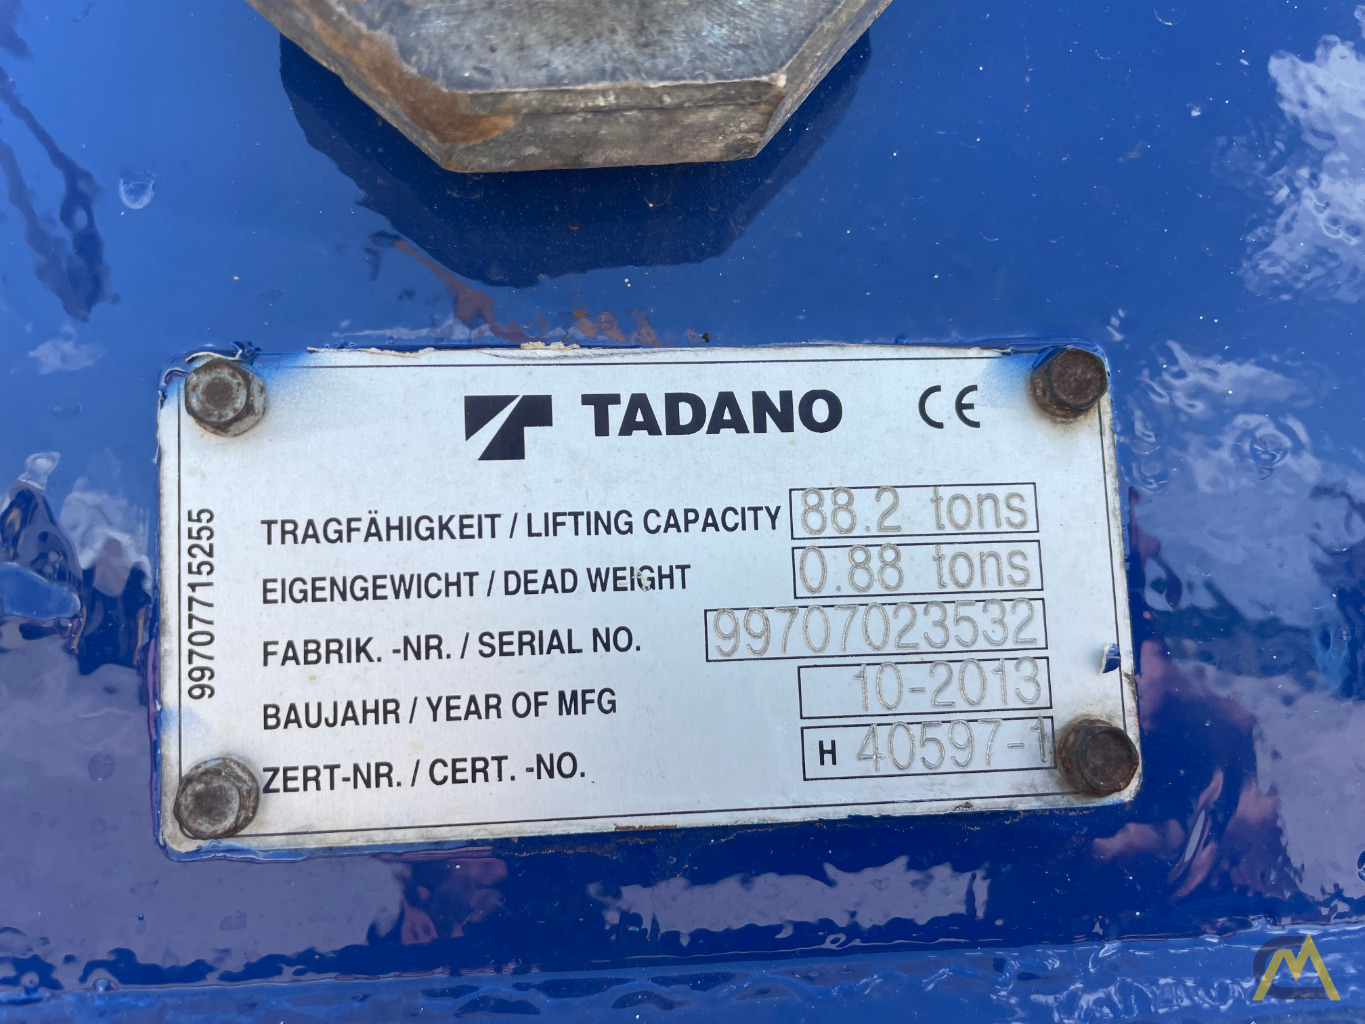 TADANO CE
TRAGFÄHIGKEIT / LIFTING CAPACITY 88.2 tons
EIGENGEWICHT / DEAD WEIGHT 0.88 tons
FABRIK. -NR. / SERIAL NO. 99707023532
BAUJAHR / YEAR OF MFG 10-2013
ZERT-NR. / CERT. -NO. H 40597-1
99707715255